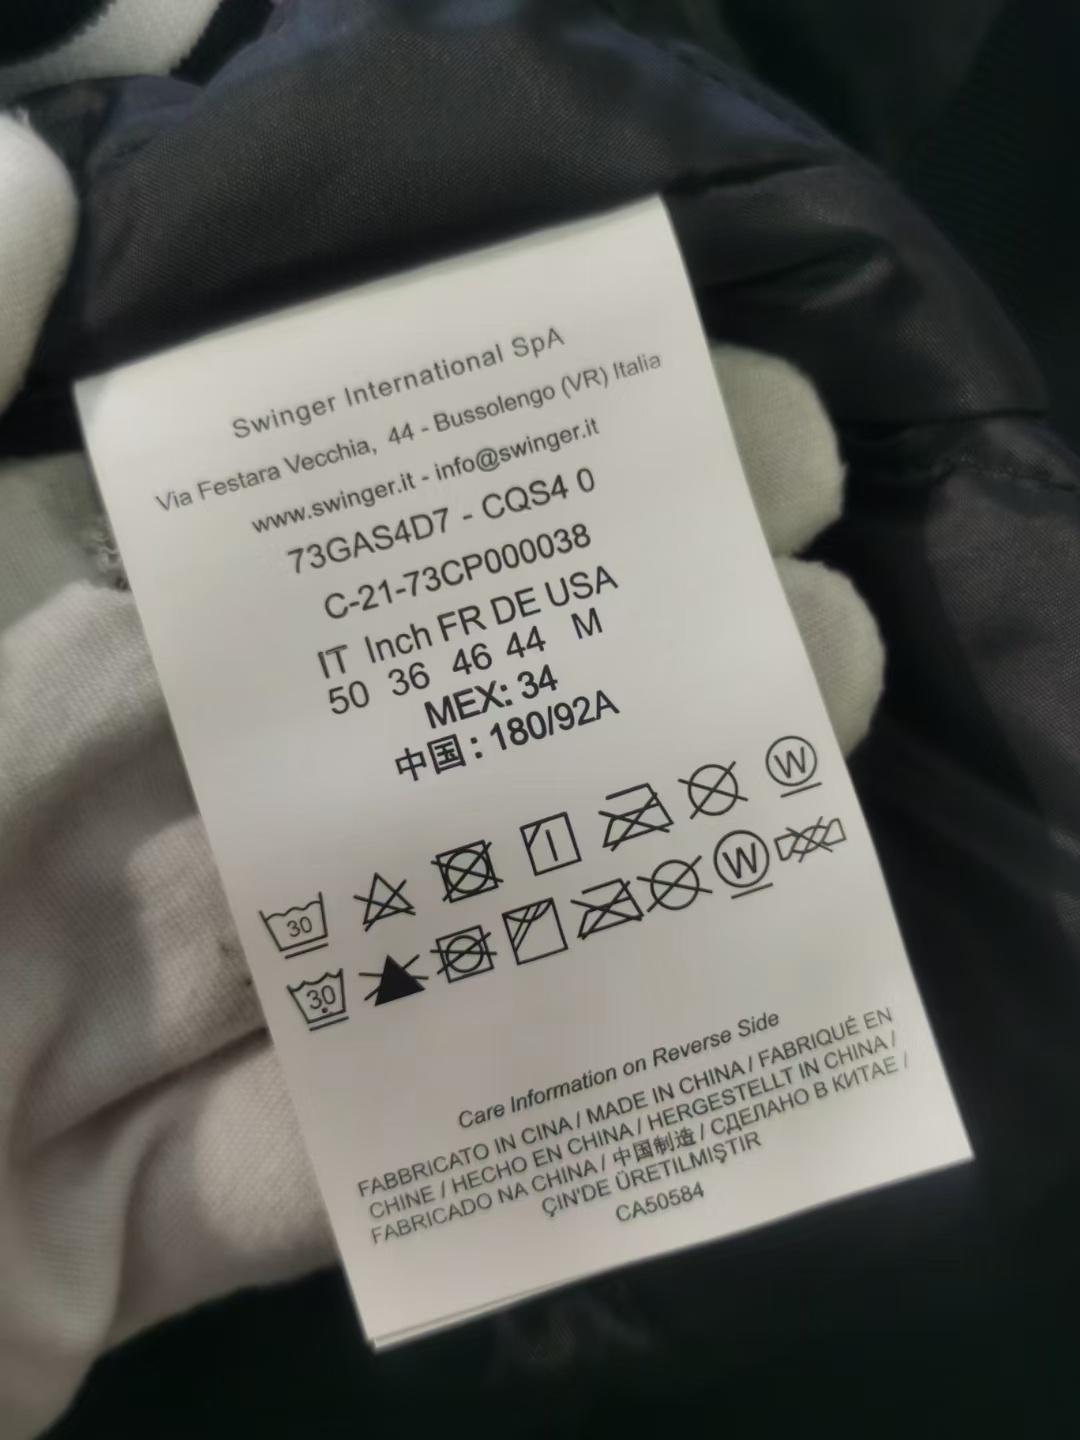 Swinger International SpA
Via Festara Vecchia, 44 - Bussolengo (VR) Italia
www.swinger.it - info@swinger.it
73GAS4D7 - CQS4 0
C-21-73CP000038
IT Inch FR DE USA
50 36 46 44 M
MEX: 34
中国 : 180/92A
30 W
30 W
Care Information on Reverse Side
FABBRICATO IN CINA / MADE IN CHINA / FABRIQUÉ EN
CHINE / HECHO EN CHINA / HERGESTELLT IN CHINA /
FABRICADO NA CHINA / 中国制造 / СДЕЛАНО В КИТАЕ /
ÇIN'DE ÜRETILMIŞTIR
CA50584